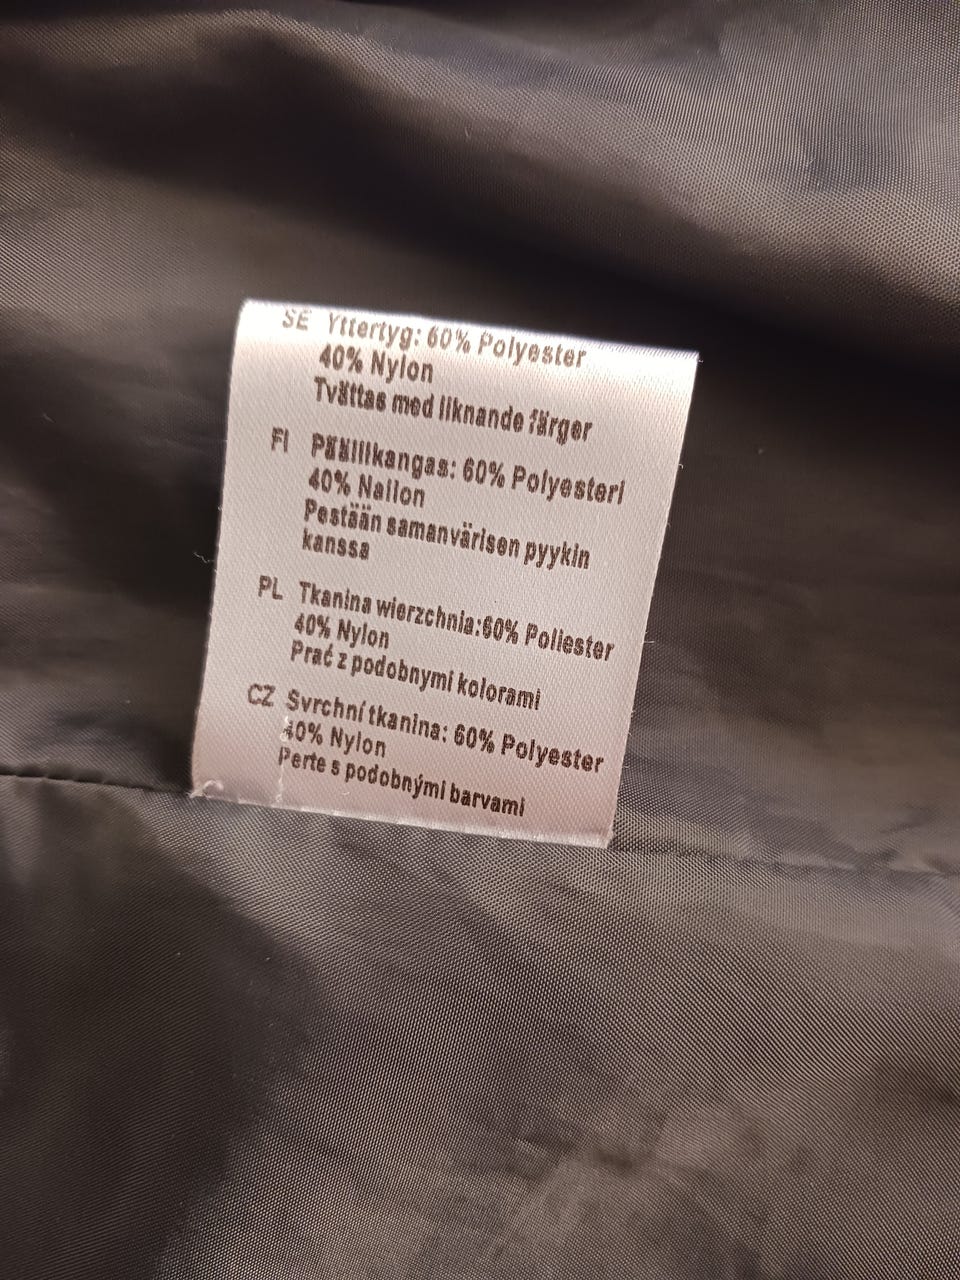 SE Yttertyg: 60% Polyester
40% Nylon
Tvättas med liknande färger
FI Päällikangas: 60% Polyesteri
40% Nailon
Pestään samanvärisen pyykin
kanssa
PL Tkanina wierzchnia:60% Poliester
40% Nylon
Prać z podobnymi kolorami
CZ Svrchní tkanina: 60% Polyester
40% Nylon
Perte s podobnými barvami